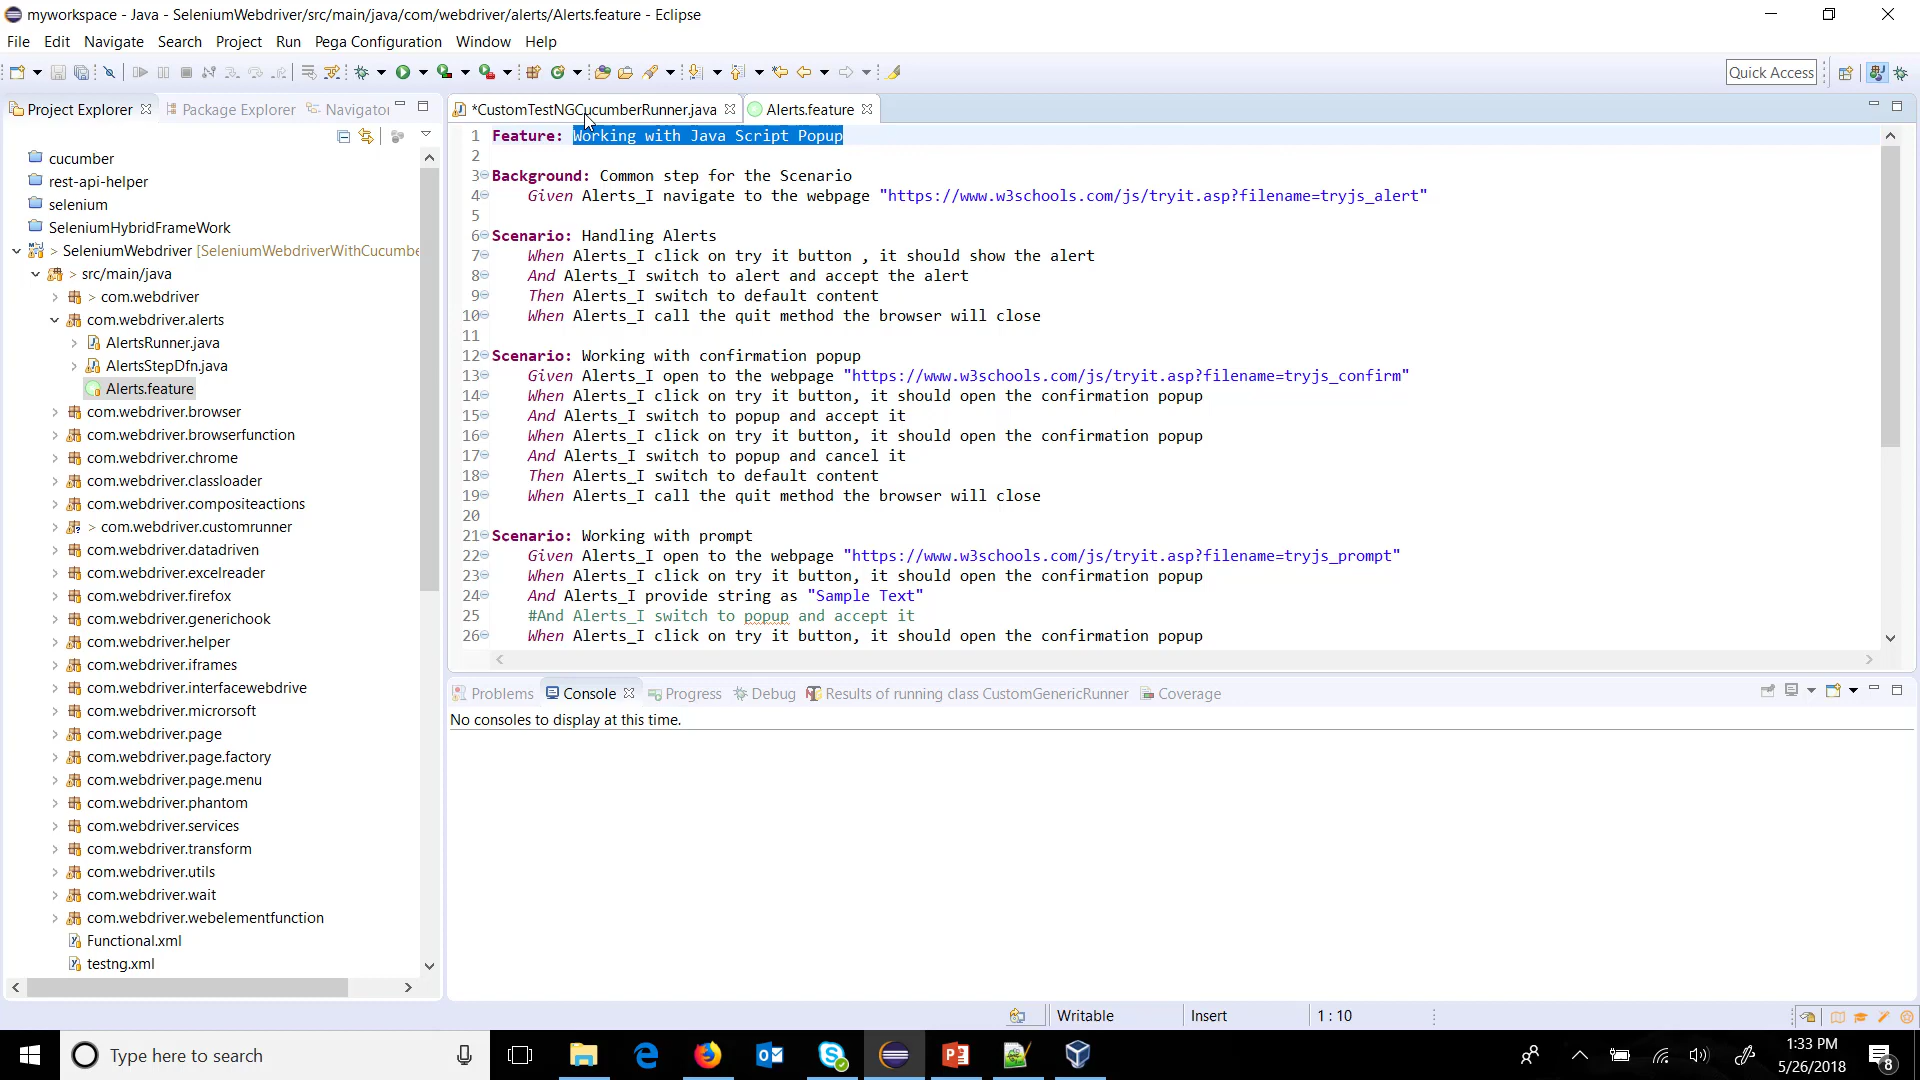 myworkspace - Java - SeleniumWebdriver/src/main/java/com/webdriver/alerts/Alerts.feature - Eclipse
File Edit Navigate Search Project Run Pega Configuration Window Help
Quick Access
Project Explorer Package Explorer Navigator
*CustomTestNGCucumberRunner.java Alerts.feature
cucumber
rest-api-helper
selenium
SeleniumHybridFrameWork
> SeleniumWebdriver [SeleniumWebdriverWithCucumbe
> src/main/java
> com.webdriver
com.webdriver.alerts
AlertsRunner.java
AlertsStepDfn.java
Alerts.feature
com.webdriver.browser
com.webdriver.browserfunction
com.webdriver.chrome
com.webdriver.classloader
com.webdriver.compositeactions
> com.webdriver.customrunner
com.webdriver.datadriven
com.webdriver.excelreader
com.webdriver.firefox
com.webdriver.generichook
com.webdriver.helper
com.webdriver.iframes
com.webdriver.interfacewebdrive
com.webdriver.microrsoft
com.webdriver.page
com.webdriver.page.factory
com.webdriver.page.menu
com.webdriver.phantom
com.webdriver.services
com.webdriver.transform
com.webdriver.utils
com.webdriver.wait
com.webdriver.webelementfunction
Functional.xml
testng.xml
1 Feature: Working with Java Script Popup
2
3 Background: Common step for the Scenario
4 Given Alerts_I navigate to the webpage "https://www.w3schools.com/js/tryit.asp?filename=tryjs_alert"
5
6 Scenario: Handling Alerts
7 When Alerts_I click on try it button , it should show the alert
8 And Alerts_I switch to alert and accept the alert
9 Then Alerts_I switch to default content
10 When Alerts_I call the quit method the browser will close
11
12 Scenario: Working with confirmation popup
13 Given Alerts_I open to the webpage "https://www.w3schools.com/js/tryit.asp?filename=tryjs_confirm"
14 When Alerts_I click on try it button, it should open the confirmation popup
15 And Alerts_I switch to popup and accept it
16 When Alerts_I click on try it button, it should open the confirmation popup
17 And Alerts_I switch to popup and cancel it
18 Then Alerts_I switch to default content
19 When Alerts_I call the quit method the browser will close
20
21 Scenario: Working with prompt
22 Given Alerts_I open to the webpage "https://www.w3schools.com/js/tryit.asp?filename=tryjs_prompt"
23 When Alerts_I click on try it button, it should open the confirmation popup
24 And Alerts_I provide string as "Sample Text"
25 #And Alerts_I switch to popup and accept it
26 When Alerts_I click on try it button, it should open the confirmation popup
Problems Console Progress Debug Results of running class CustomGenericRunner Coverage
No consoles to display at this time.
Writable Insert 1 : 10
Type here to search
1:33 PM
5/26/2018
8